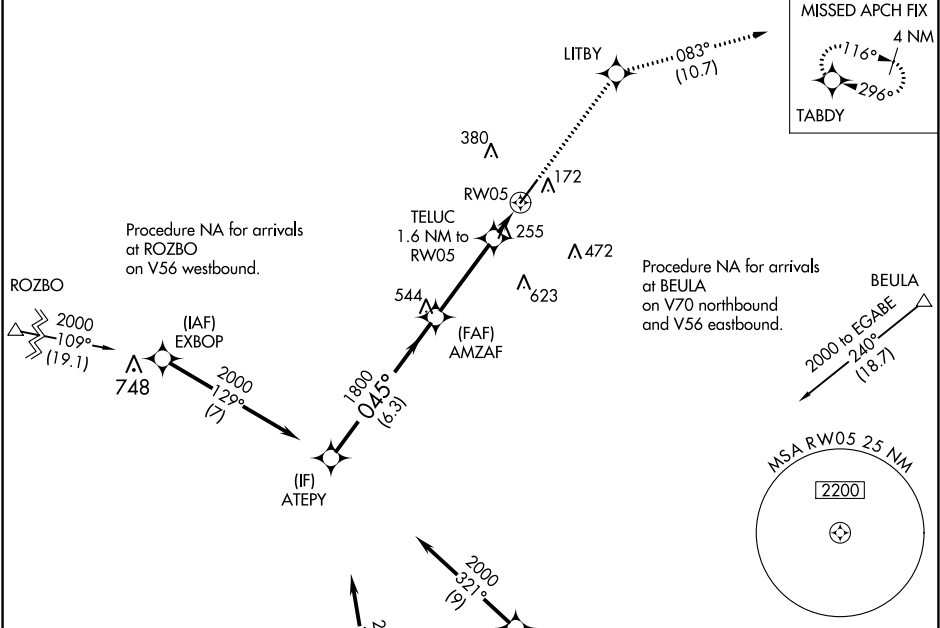 MISSED APCH FIX
4 NM
116°
296°
TABDY
LITBY
083°
(10.7)
380
172
RW05
TELUC
1.6 NM to
RW05
255
472
623
544
(FAF)
AMZAF
Procedure NA for arrivals
at ROZBO
on V56 westbound.
ROZBO
2000
109°
(19.1)
748
(IAF)
EXBOP
2000
129°
(7)
1800
045°
(6.3)
(IF)
ATEPY
Procedure NA for arrivals
at BEULA
on V70 northbound
and V56 eastbound.
BEULA
2000 to EGABE
240°
(18.7)
MSA RW05 25 NM
2200
2000
321°
(9)
2